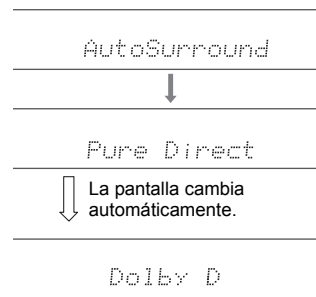 AutoSurround
Pure Direct
La pantalla cambia
automáticamente.
Dolby D